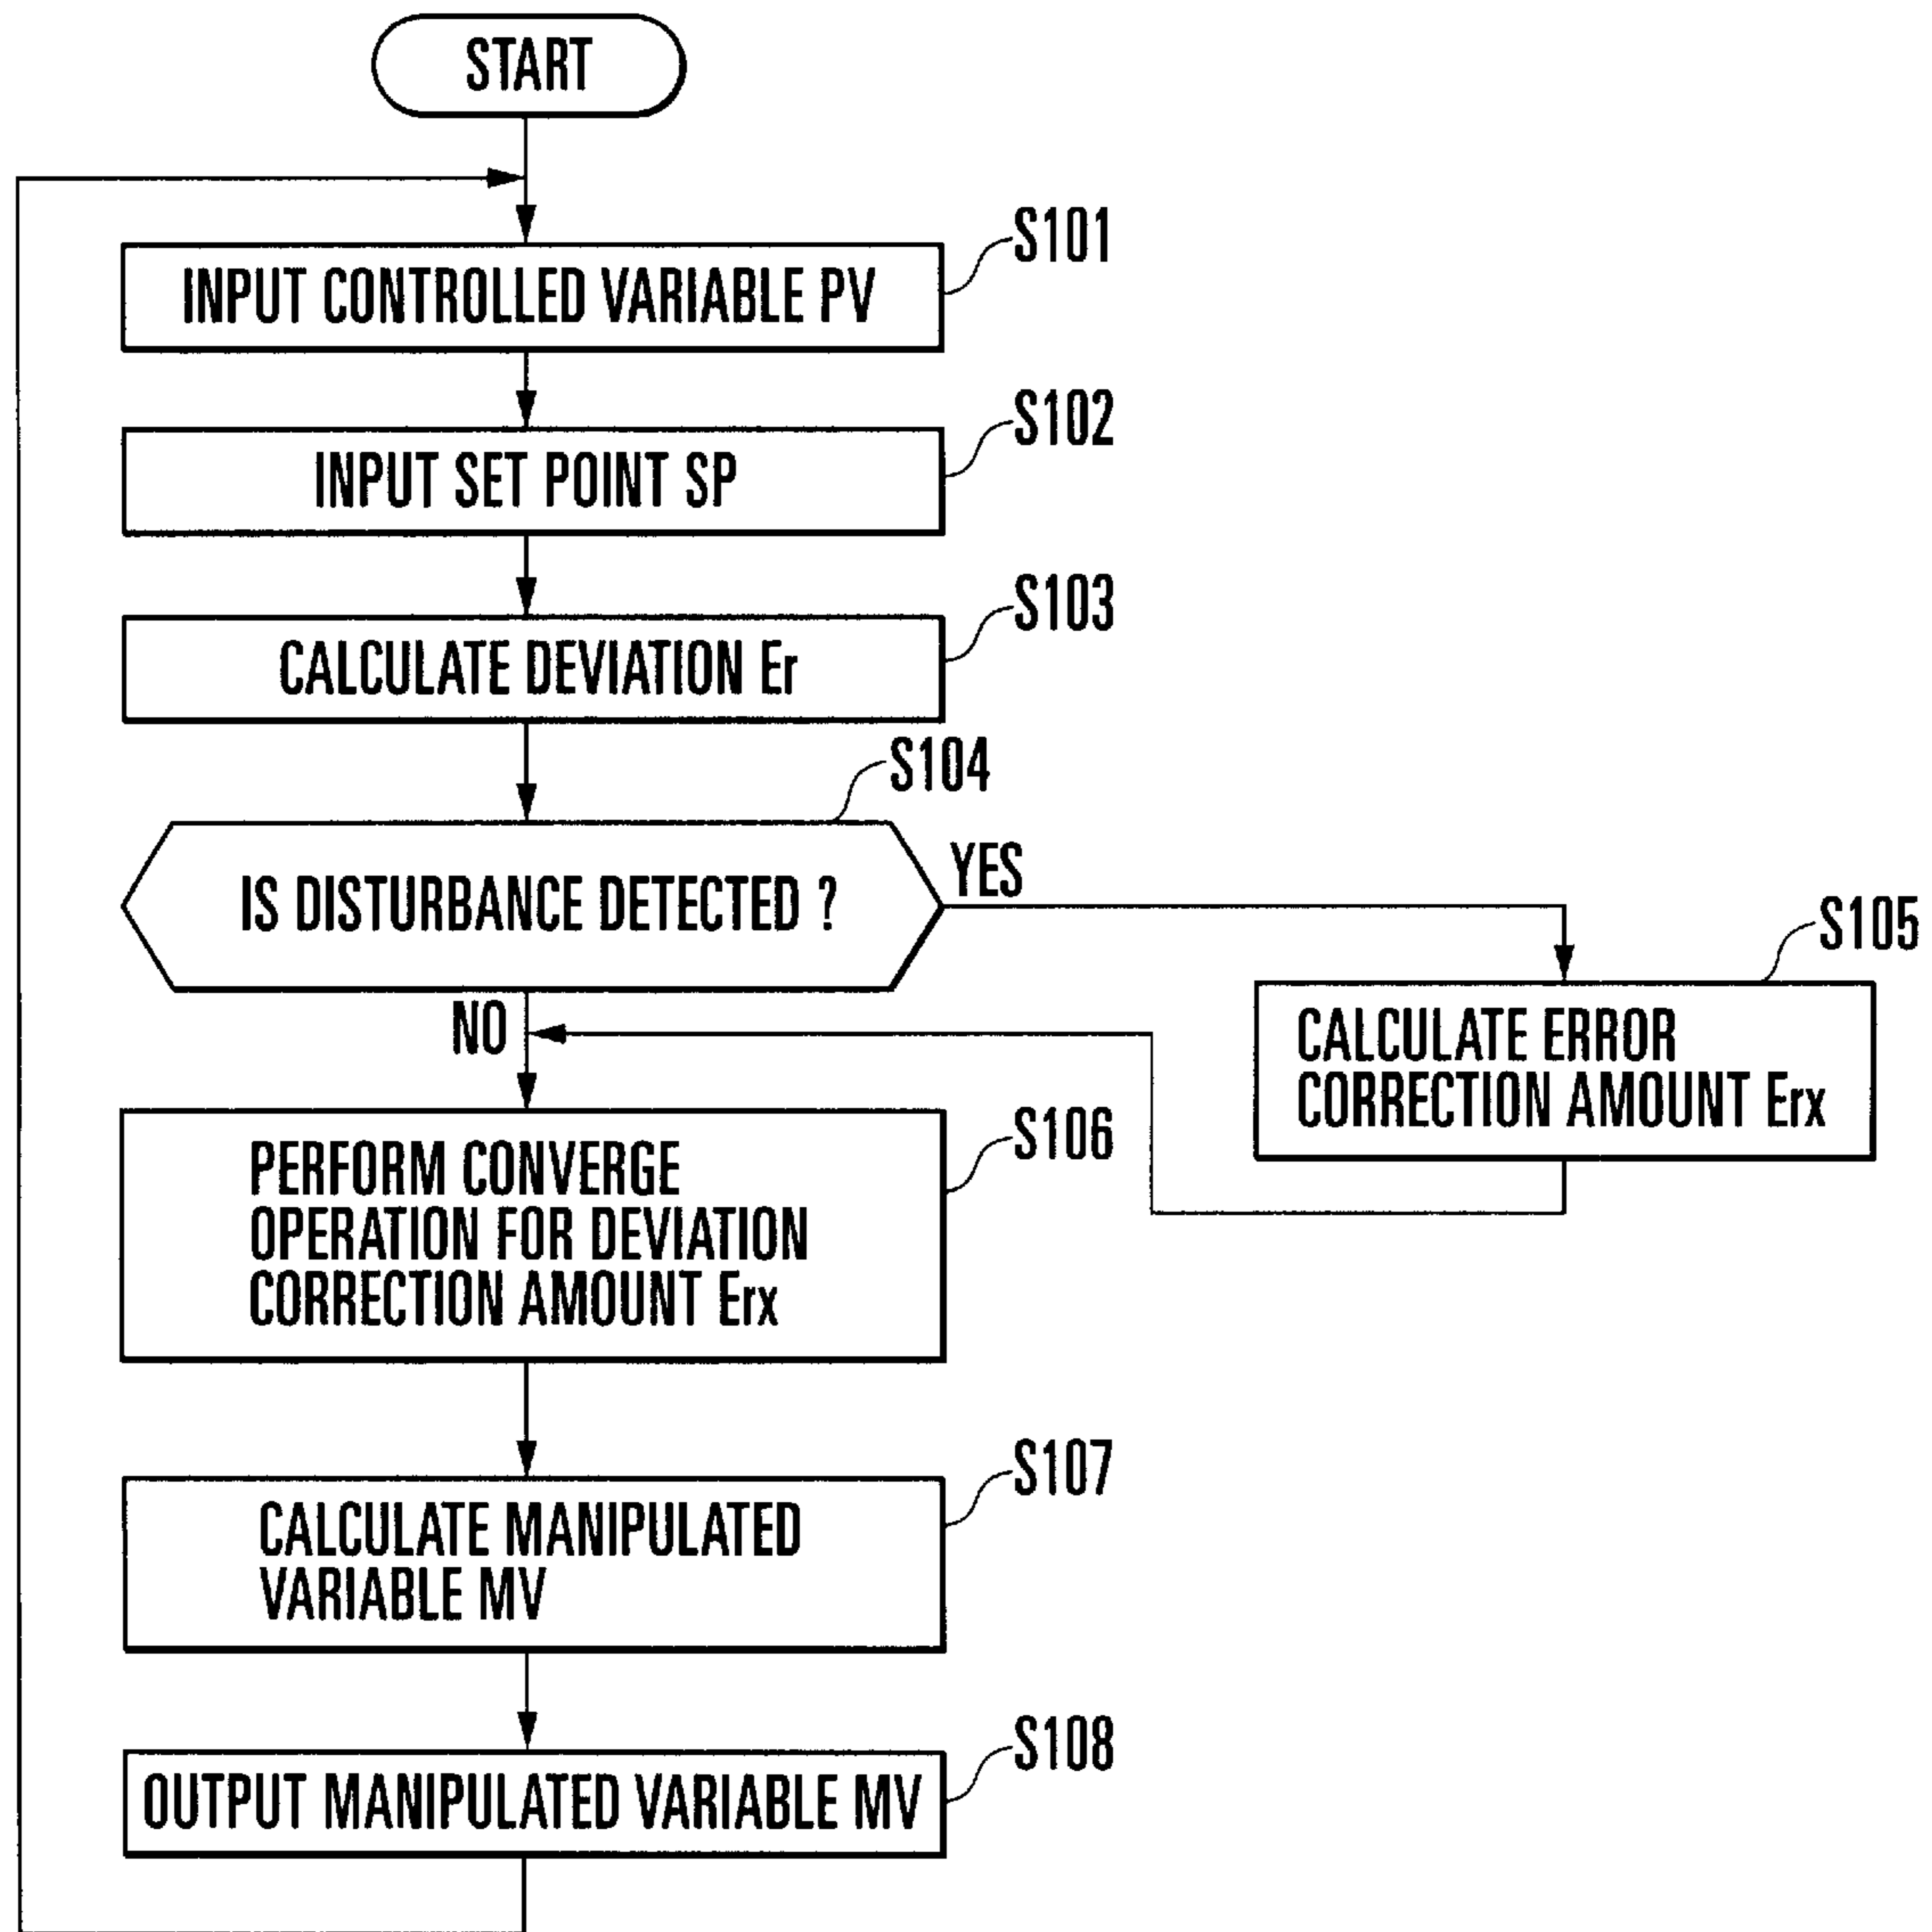 START
S101
INPUT CONTROLLED VARIABLE PV
S102
INPUT SET POINT SP
S103
CALCULATE DEVIATION Er
S104
IS DISTURBANCE DETECTED ?
YES
S105
CALCULATE ERROR
CORRECTION AMOUNT Erx
NO
S106
PERFORM CONVERGE
OPERATION FOR DEVIATION
CORRECTION AMOUNT Erx
S107
CALCULATE MANIPULATED
VARIABLE MV
S108
OUTPUT MANIPULATED VARIABLE MV